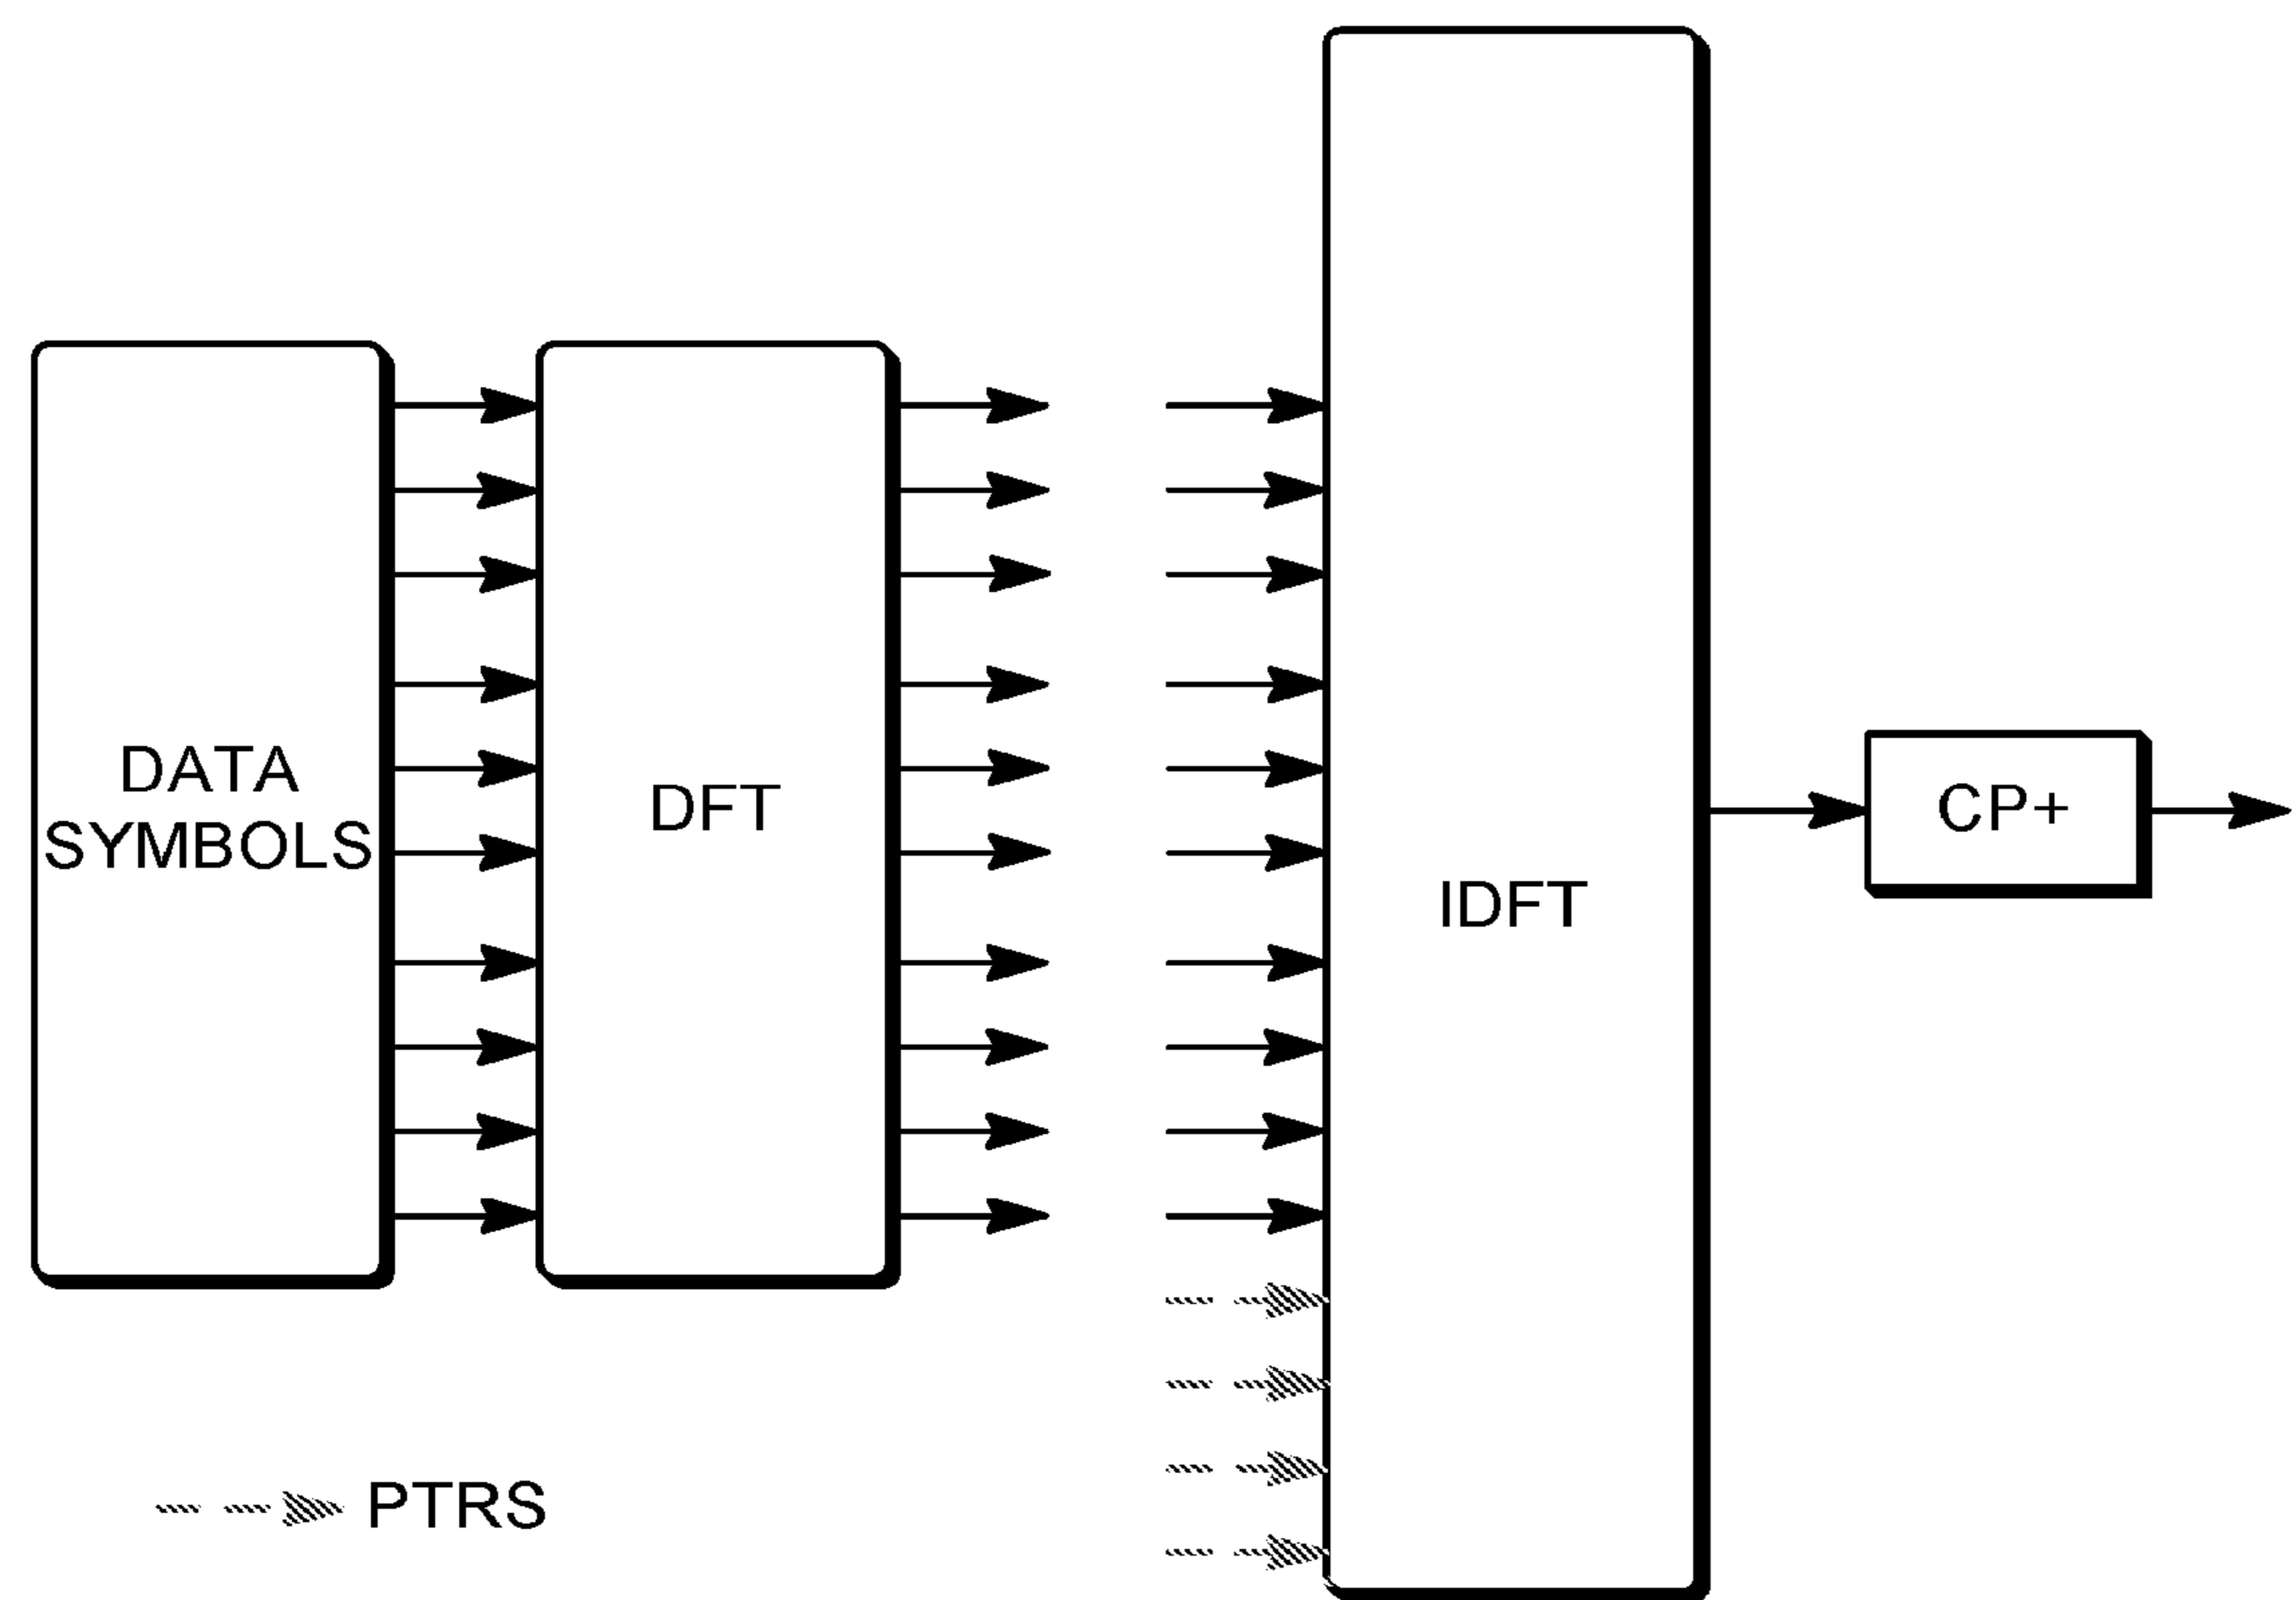 DATA
SYMBOLS
DFT
IDFT
CP+
PTRS